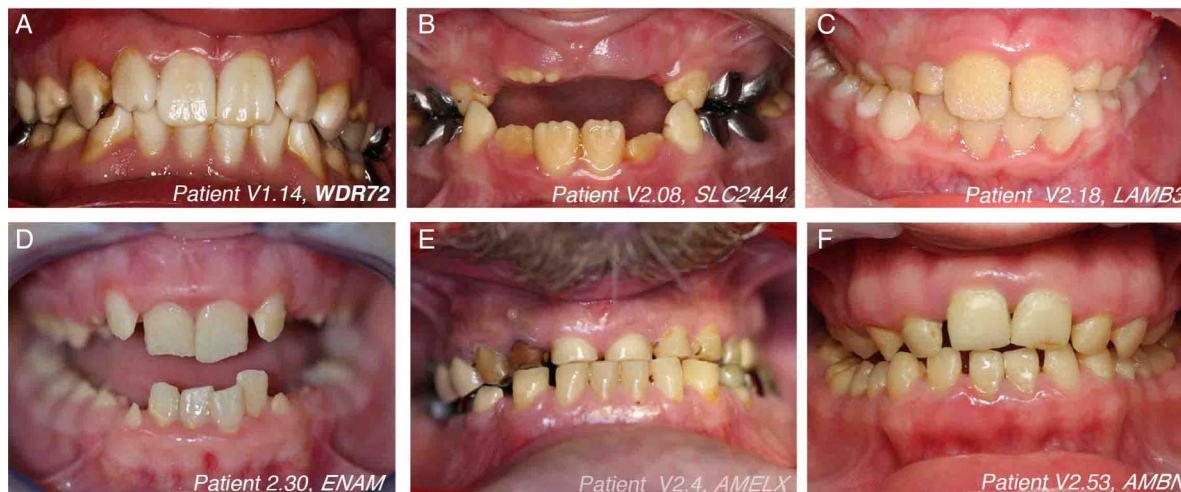 A
Patient V1.14, WDR72
B
Patient V2.08, SLC24A4
C
Patient V2.18, LAMB3
D
Patient 2.30, ENAM
E
Patient V2.4, AMELX
F
Patient V2.53, AMBN